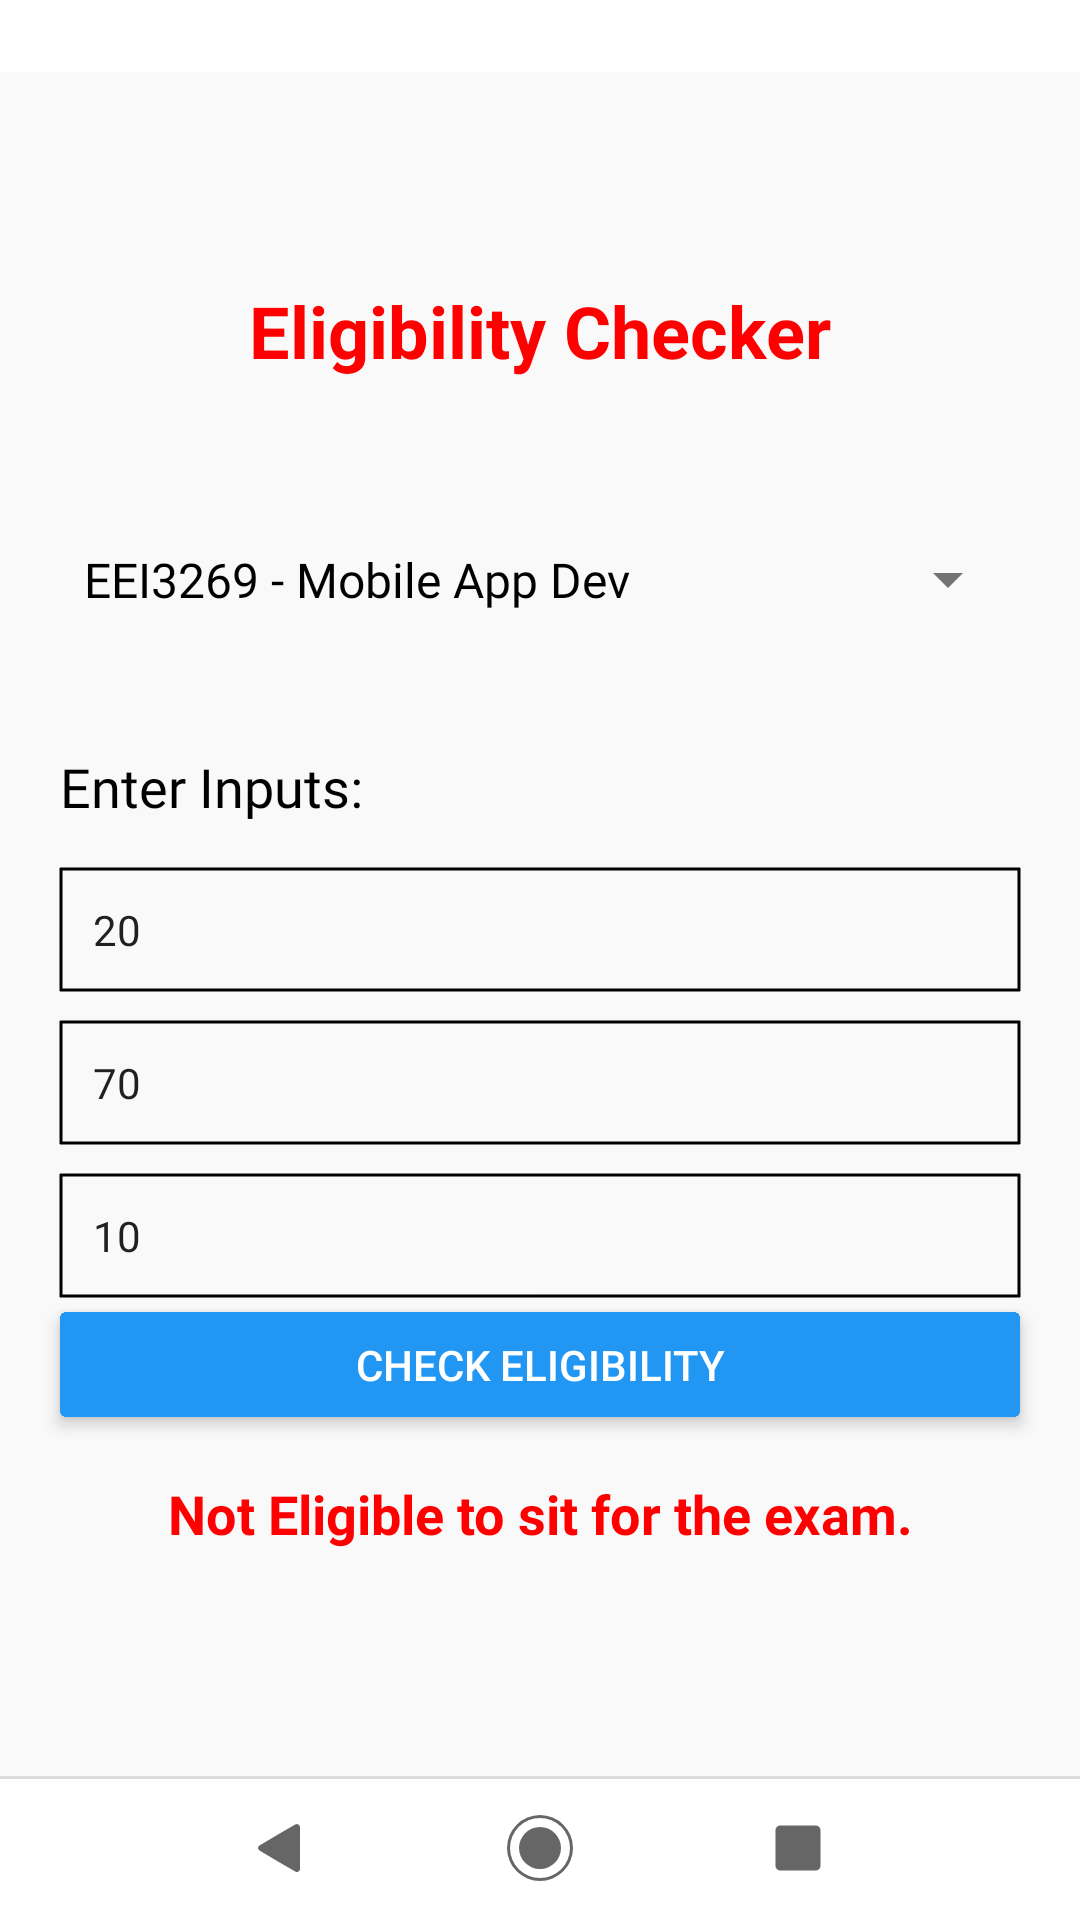 Eligibility Checker
EEI3269 - Mobile App Dev
Enter Inputs:
20
70
10
CHECK ELIGIBILITY
Not Eligible to sit for the exam.